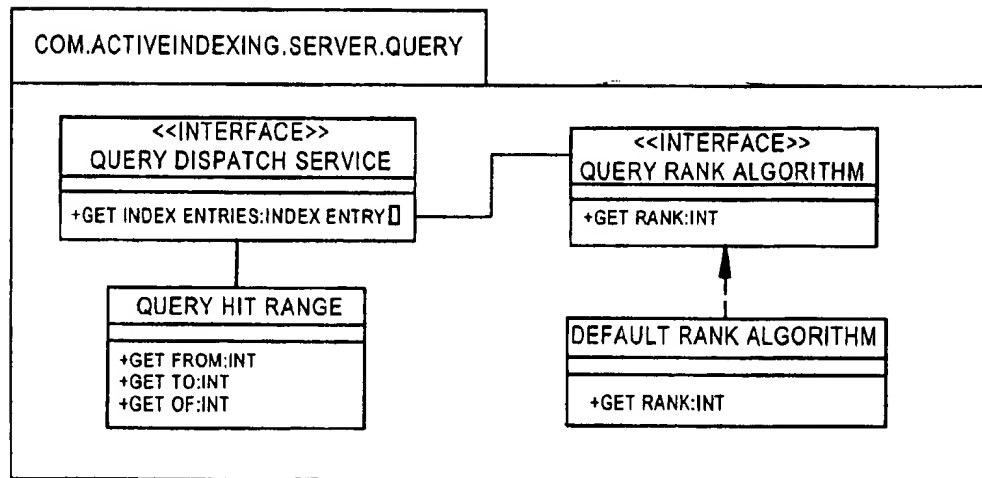 COM.ACTIVEINDEXING.SERVER.QUERY
<<INTERFACE>>
QUERY DISPATCH SERVICE
+GET INDEX ENTRIES:INDEX ENTRY[]
<<INTERFACE>>
QUERY RANK ALGORITHM
+GET RANK:INT
QUERY HIT RANGE
+GET FROM:INT
+GET TO:INT
+GET OF:INT
DEFAULT RANK ALGORITHM
+GET RANK:INT